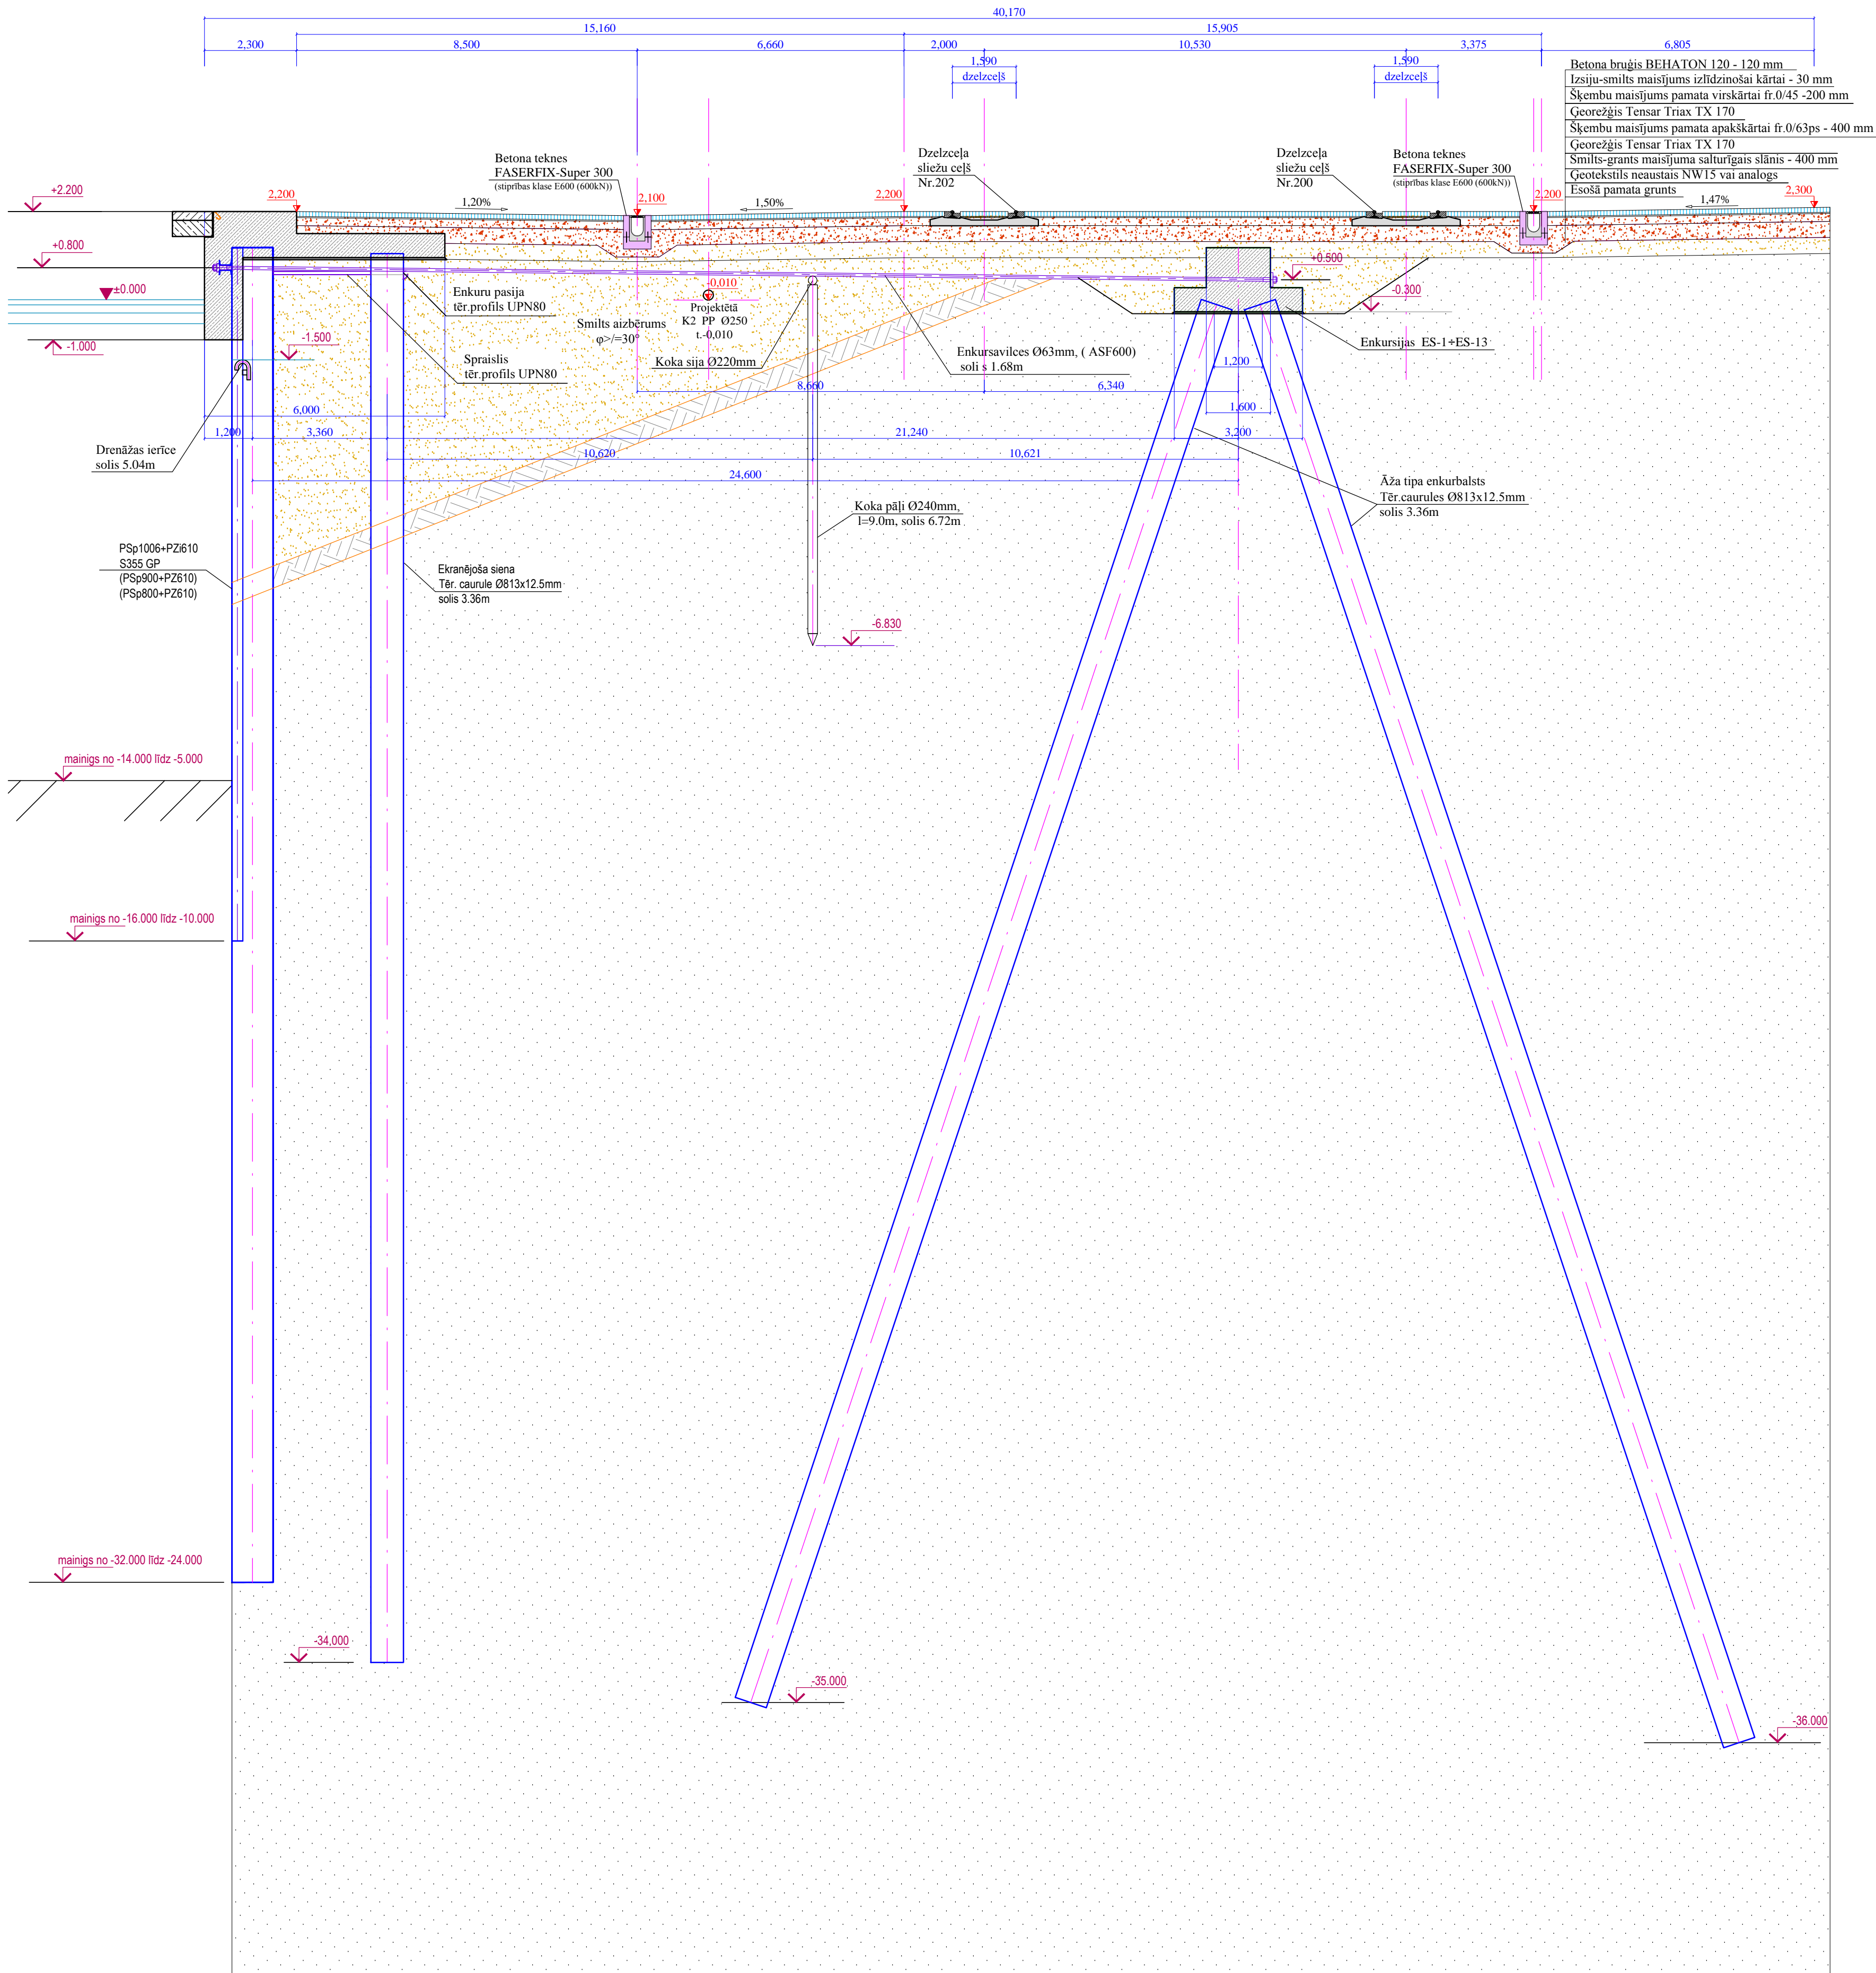 40,170
15,160
15,905
2,300
8,500
6,660
2,000
10,530
3,375
6,805
1,590
dzelzceļš
1,590
dzelzceļš
Betona bruģis BEHATON 120 - 120 mm
Izsiju-smilts maisījums izlīdzinošai kārtai - 30 mm
Šķembu maisījums pamata virskārtai fr.0/45 -200 mm
Ģeorežģis Tensar Triax TX 170
Šķembu maisījums pamata apakškārtai fr.0/63ps - 400 mm
Ģeorežģis Tensar Triax TX 170
Smilts-grants maisījuma salturīgais slānis - 400 mm
Ģeotekstils neaustais NW15 vai analogs
Esošā pamata grunts
Betona teknes
FASERFIX-Super 300
(stiprības klase E600 (600kN))
Dzelzceļa
sliežu ceļš
Nr.202
Dzelzceļa
sliežu ceļš
Nr.200
Betona teknes
FASERFIX-Super 300
(stiprības klase E600 (600kN))
+2.200
2,200
1,20%
2,100
1,50%
2,200
2,200
1,47%
2,300
+0.800
±0.000
-1.000
-1.500
Enkuru pasija
tēr.profils UPN80
Spraislis
tēr.profils UPN80
Smilts aizbērums
φ>/=30°
-0,010
Projektētā
K2 PP Ø250
t.-0,010
Koka sija Ø220mm
Enkursavilces Ø63mm, ( ASF600)
soli s 1.68m
+0.500
-0.300
Enkursijas ES-1÷ES-13
1,200
8,660
6,340
1,600
6,000
1,200
3,360
21,240
3,200
10,620
10,621
24,600
Drenāžas ierīce
solis 5.04m
Āža tipa enkurbalsts
Tēr.caurules Ø813x12.5mm
solis 3.36m
Koka pāļi Ø240mm,
l=9.0m, solis 6.72m
PSp1006+PZi610
S355 GP
(PSp900+PZ610)
(PSp800+PZ610)
Ekranējoša siena
Tēr. caurule Ø813x12.5mm
solis 3.36m
-6.830
mainigs no -14.000 līdz -5.000
mainigs no -16.000 līdz -10.000
mainigs no -32.000 līdz -24.000
-34,000
-35.000
-36.000